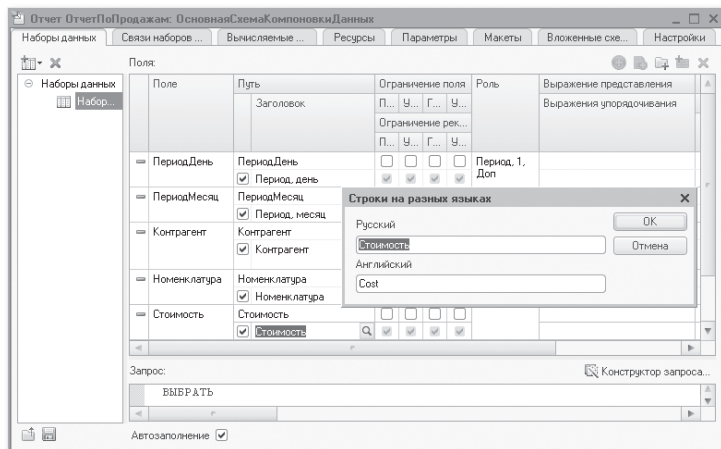 Отчет ОтчетПоПродажам: ОсновнаяСхемаКомпоновкиДанных
Наборы данных Связи наборов ... Вычисляемые ... Ресурсы Параметры Макеты Вложенные схе... Настройки
Поля:
Наборы данных
Набор...
Поле Путь Ограничение поля Роль Выражение представления
Заголовок П... У... Г... У... Выражения упорядочивания
Ограничение рек...
П... У... Г... У...
ПериодДень ПериодДень Период, 1, Доп
Период, день
ПериодМесяц ПериодМесяц
Период, месяц
Контрагент Контрагент
Контрагент
Номенклатура Номенклатура
Номенклатура
Стоимость Стоимость
Стоимость
Строки на разных языках
Русский
Стоимость
Английский
Cost
OK
Отмена
Запрос: Конструктор запроса...
ВЫБРАТЬ
Автозаполнение